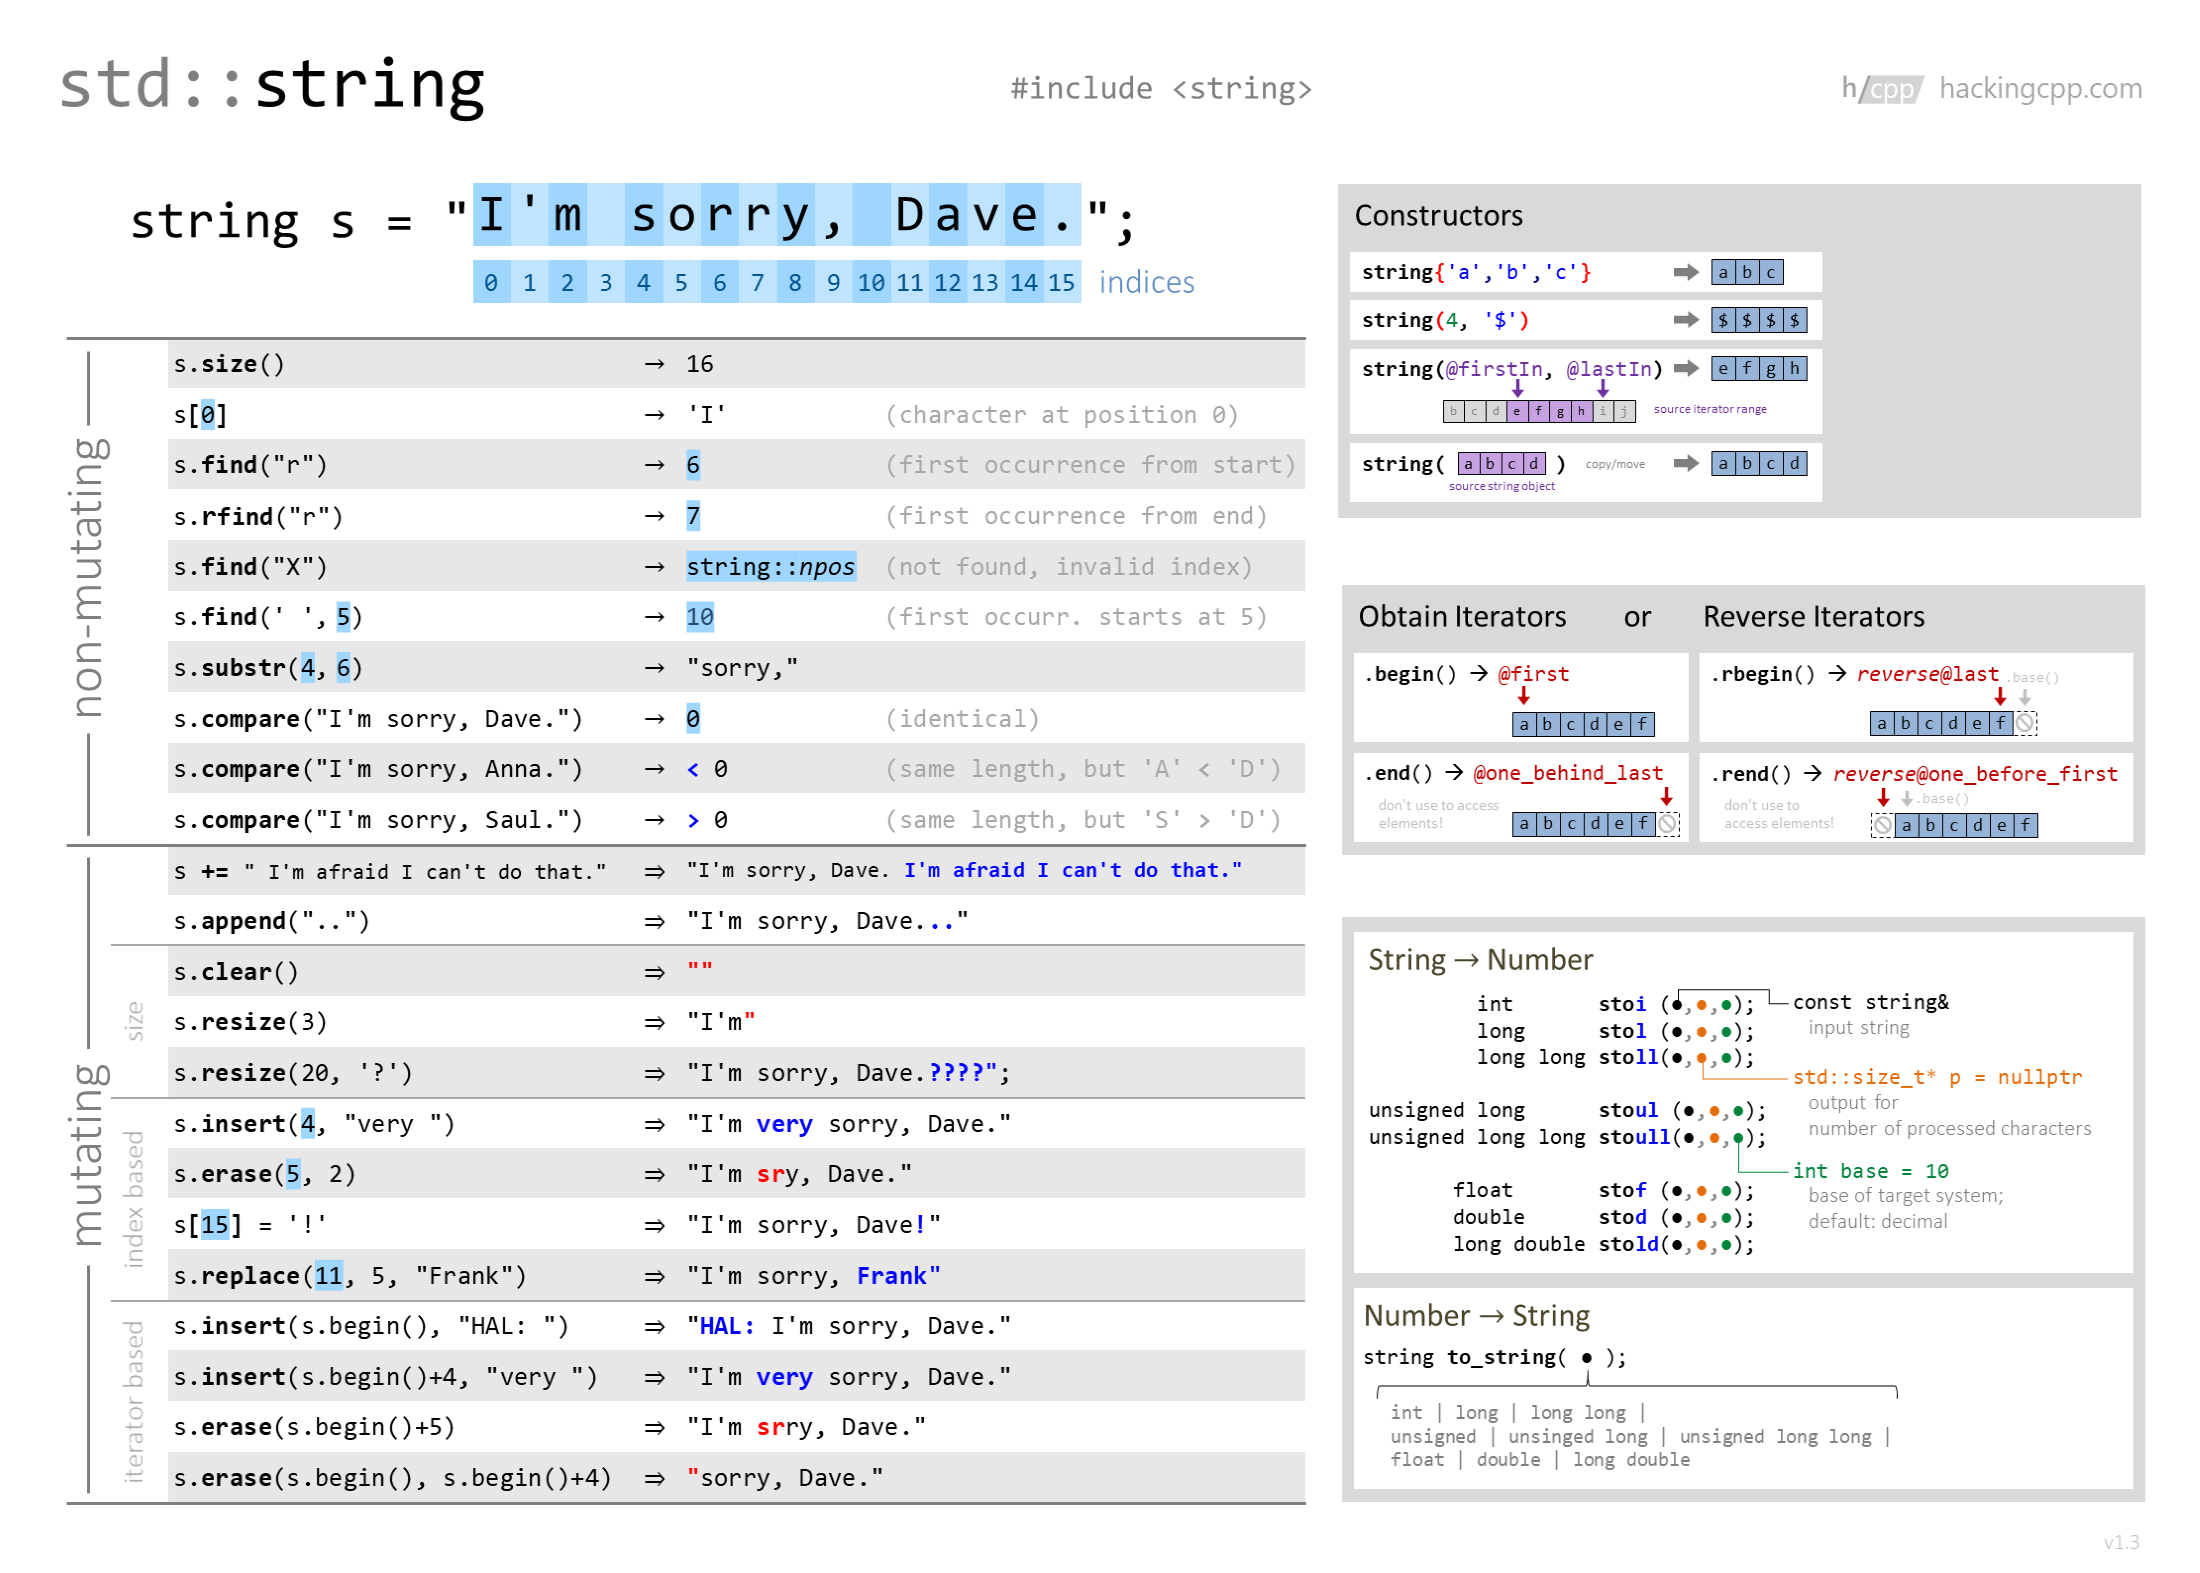 std::string
#include <string>
h/cpp hackingcpp.com
string s = "I'm sorry, Dave.";
0 1 2 3 4 5 6 7 8 9 10 11 12 13 14 15 indices
non-mutating
s.size() → 16
s[0] → 'I' (character at position 0)
s.find("r") → 6 (first occurrence from start)
s.rfind("r") → 7 (first occurrence from end)
s.find("X") → string::npos (not found, invalid index)
s.find(' ', 5) → 10 (first occurr. starts at 5)
s.substr(4, 6) → "sorry,"
s.compare("I'm sorry, Dave.") → 0 (identical)
s.compare("I'm sorry, Anna.") → < 0 (same length, but 'A' < 'D')
s.compare("I'm sorry, Saul.") → > 0 (same length, but 'S' > 'D')
mutating
s += " I'm afraid I can't do that." ⇒ "I'm sorry, Dave. I'm afraid I can't do that."
s.append("..") ⇒ "I'm sorry, Dave..."
size
s.clear() ⇒ ""
s.resize(3) ⇒ "I'm"
s.resize(20, '?') ⇒ "I'm sorry, Dave.????";
index based
s.insert(4, "very ") ⇒ "I'm very sorry, Dave."
s.erase(5, 2) ⇒ "I'm sry, Dave."
s[15] = '!' ⇒ "I'm sorry, Dave!"
s.replace(11, 5, "Frank") ⇒ "I'm sorry, Frank"
iterator based
s.insert(s.begin(), "HAL: ") ⇒ "HAL: I'm sorry, Dave."
s.insert(s.begin()+4, "very ") ⇒ "I'm very sorry, Dave."
s.erase(s.begin()+5) ⇒ "I'm srry, Dave."
s.erase(s.begin(), s.begin()+4) ⇒ "sorry, Dave."
Constructors
string{'a','b','c'} ➡ a b c
string(4, '$') ➡ $ $ $ $
string(@firstIn, @lastIn) ➡ e f g h
b c d e f g h i j source iterator range
string( a b c d ) copy/move ➡ a b c d
source string object
Obtain Iterators or Reverse Iterators
.begin() → @first
a b c d e f
.rbegin() → reverse@last .base()
a b c d e f
.end() → @one_behind_last
don't use to access
elements!
a b c d e f
.rend() → reverse@one_before_first
.base()
don't use to
access elements!
a b c d e f
String → Number
int stoi (●,●,●);
long stol (●,●,●);
long long stoll(●,●,●);
unsigned long stoul (●,●,●);
unsigned long long stoull(●,●,●);
float stof (●,●,●);
double stod (●,●,●);
long double stold(●,●,●);
const string&
input string
std::size_t* p = nullptr
output for
number of processed characters
int base = 10
base of target system;
default: decimal
Number → String
string to_string( ● );
int | long | long long |
unsigned | unsinged long | unsigned long long |
float | double | long double
v1.3